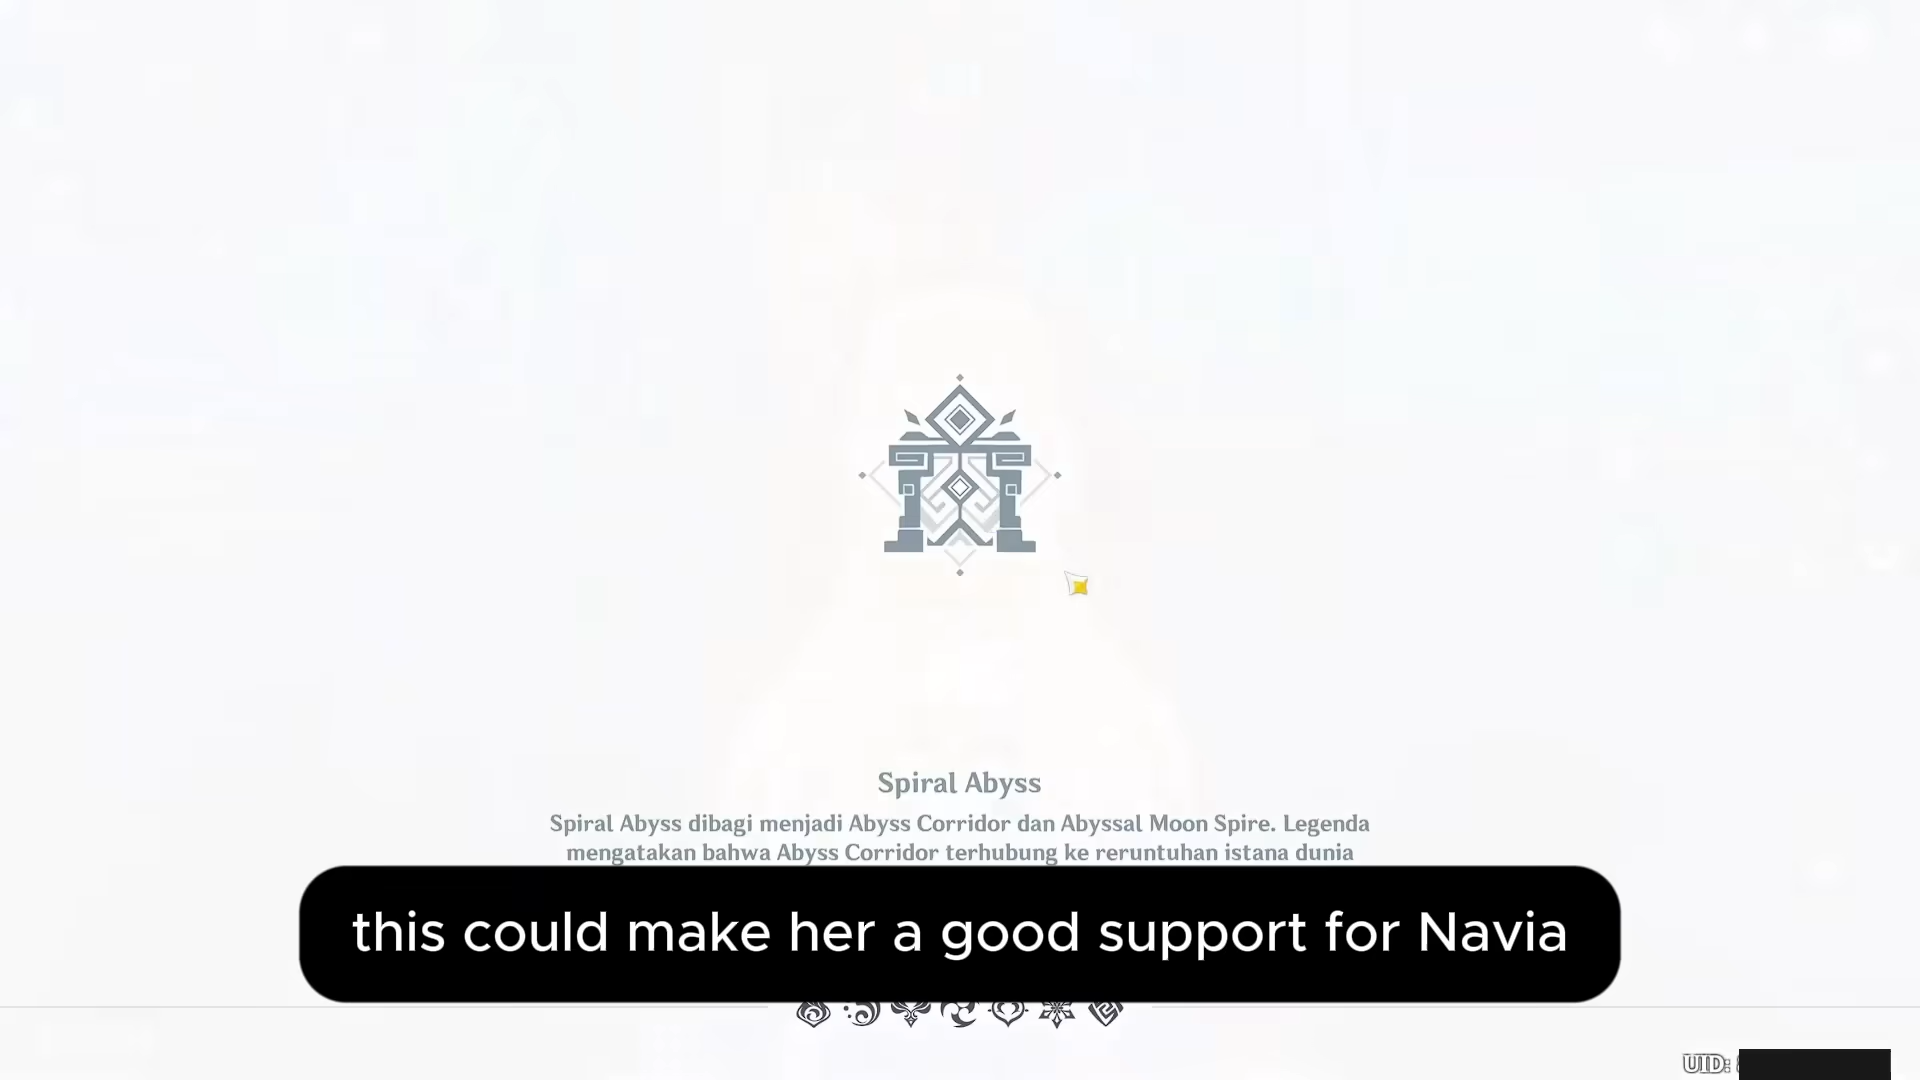 Spiral Abyss
Spiral Abyss dibagi menjadi Abyss Corridor dan Abyssal Moon Spire. Legenda
mengatakan bahwa Abyss Corridor terhubung ke reruntuhan istana dunia
this could make her a good support for Navia
UID: